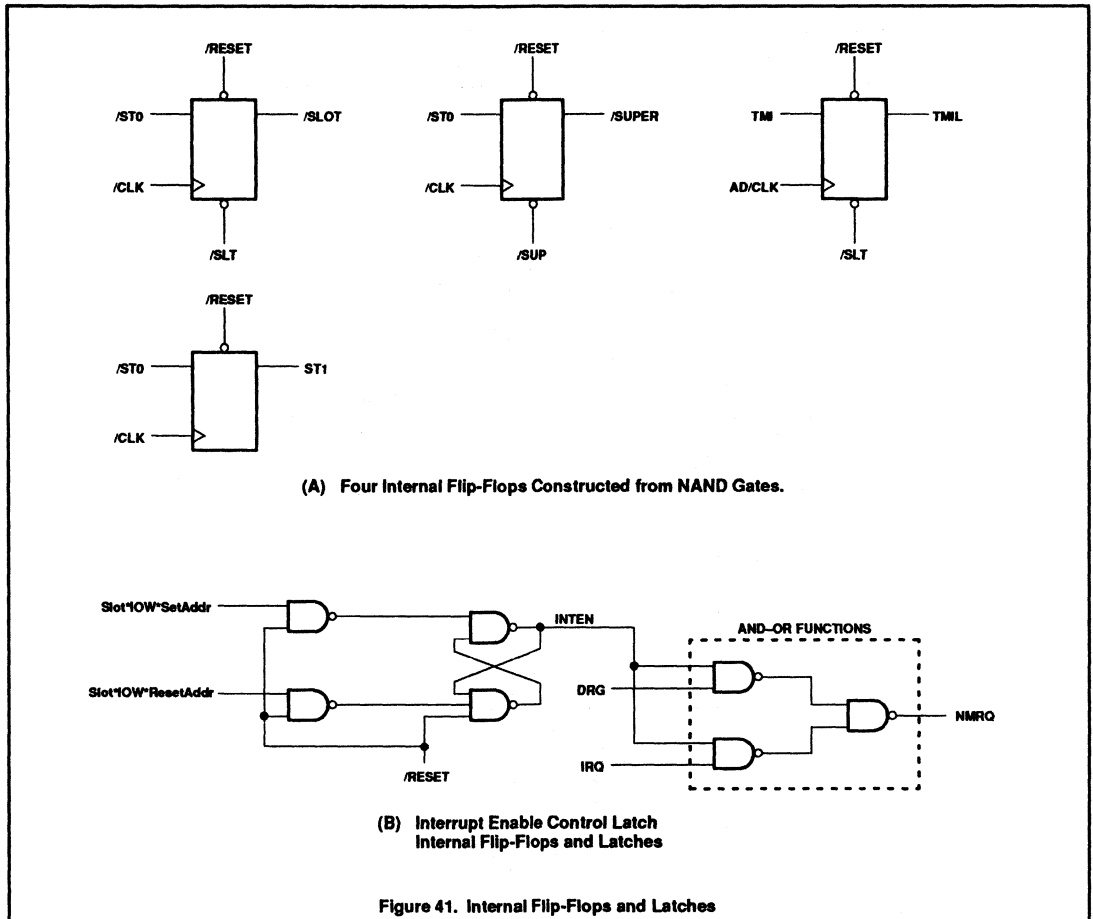 /RESET
/ST0
/SLOT
/CLK
/SLT
/RESET
/ST0
/SUPER
/CLK
/SUP
/RESET
TMI
TMIL
AD/CLK
/SLT
/RESET
/ST0
ST1
/CLK
(A) Four Internal Flip-Flops Constructed from NAND Gates.
Slot*IOW*SetAddr
INTEN
AND–OR FUNCTIONS
DRG
Slot*IOW*ResetAddr
NMRQ
IRQ
/RESET
(B) Interrupt Enable Control Latch
Internal Flip-Flops and Latches
Figure 41. Internal Flip-Flops and Latches